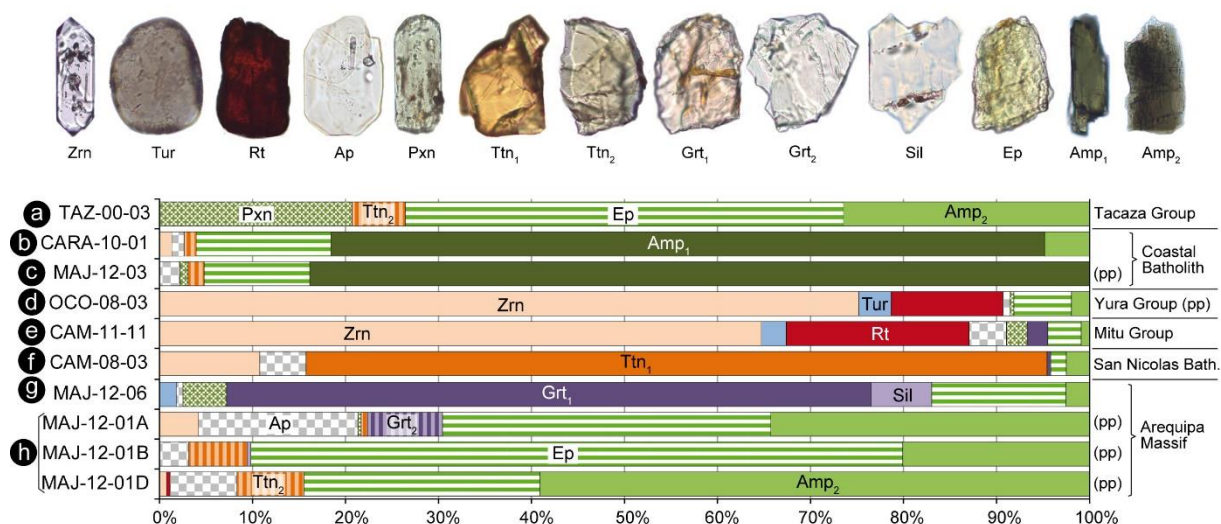 Zrn Tur Rt Ap Pxn Ttn1 Ttn2 Grt1 Grt2 Sil Ep Amp1 Amp2
a TAZ-00-03 Pxn Ttn2 Ep Amp2 Tacaza Group
b CARA-10-01 Amp1
Coastal
Batholith
c MAJ-12-03 (pp)
d OCO-08-03 Zrn Tur Yura Group (pp)
e CAM-11-11 Zrn Rt Mitu Group
f CAM-08-03 Ttn1 San Nicolas Bath.
g MAJ-12-06 Grt1 Sil
MAJ-12-01A Ap Grt2 (pp)
Arequipa
Massif
h MAJ-12-01B Ep (pp)
MAJ-12-01D Ttn2 Amp2 (pp)
0% 10% 20% 30% 40% 50% 60% 70% 80% 90% 100%